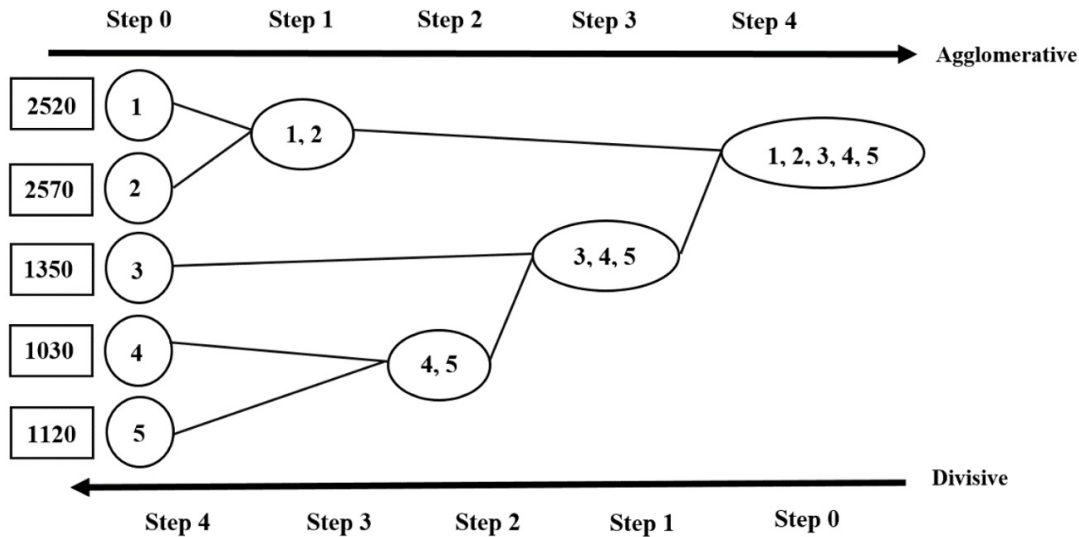 Step 0 Step 1 Step 2 Step 3 Step 4
Agglomerative
2520 1
1, 2
1, 2, 3, 4, 5
2570 2
1350 3
3, 4, 5
1030 4
4, 5
1120 5
Divisive
Step 4 Step 3 Step 2 Step 1 Step 0